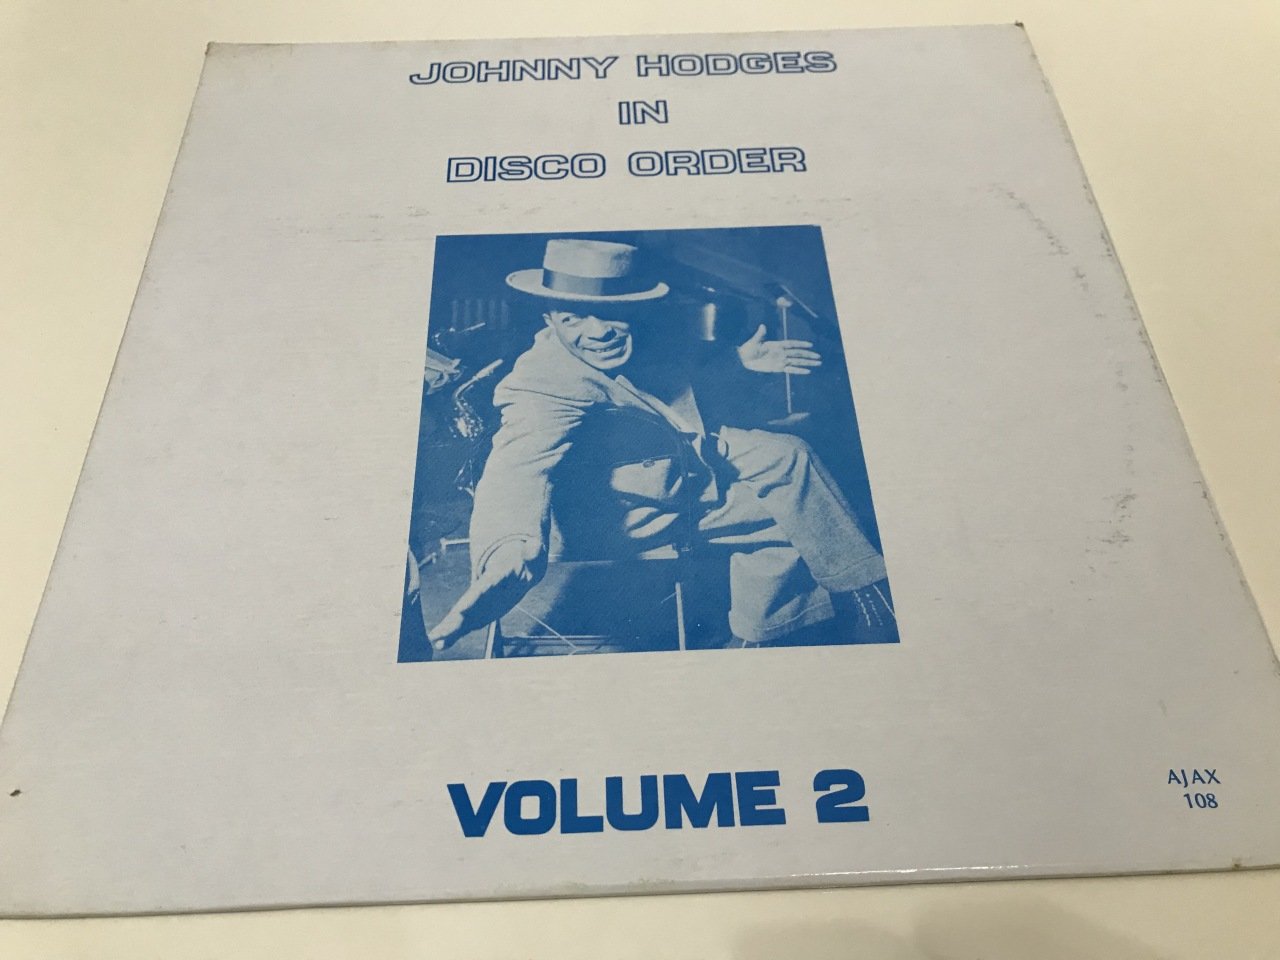 JOHNNY HODGES
IN
DISCO ORDER
VOLUME 2
AJAX
108